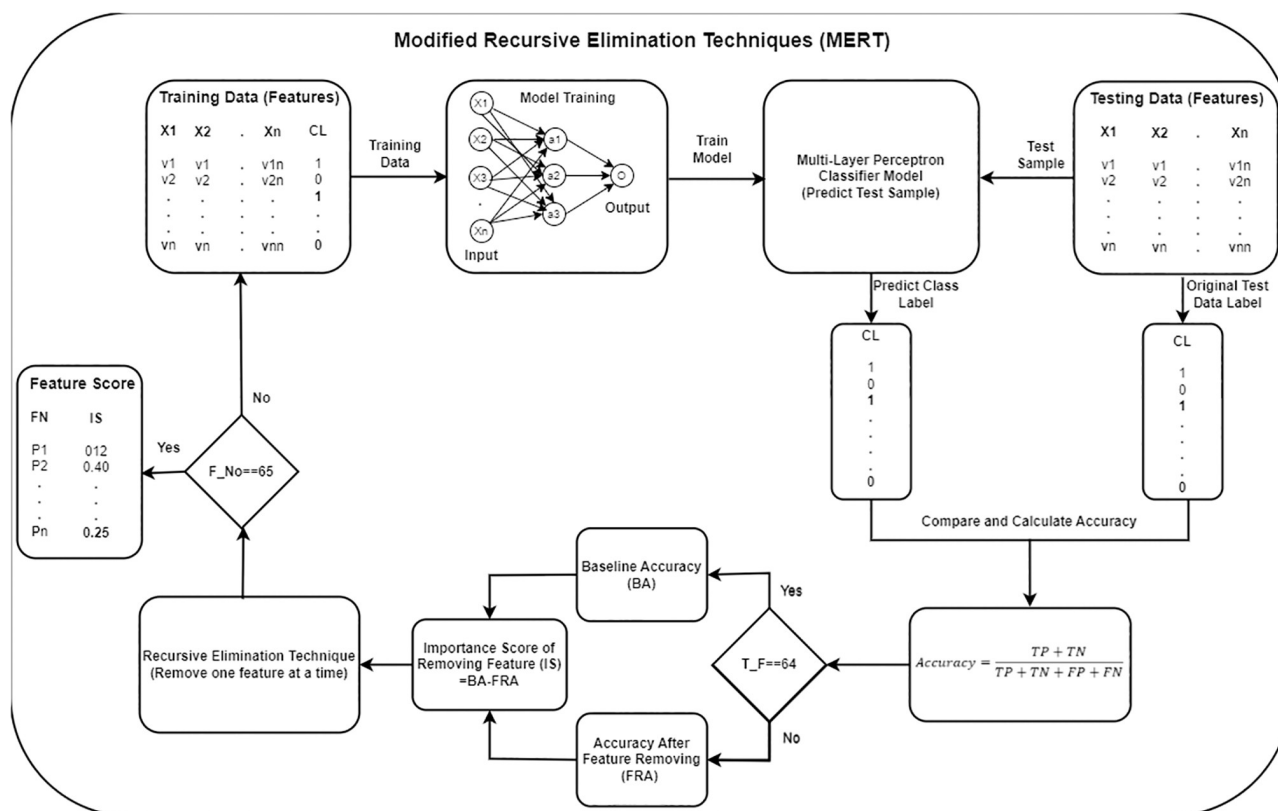 Modified Recursive Elimination Techniques (MERT)
Training Data (Features)
X1 X2 . Xn CL
v1 v1 . v1n 1
v2 v2 . v2n 0
. . . . 1
. . . . .
. . . . .
vn vn . vnn 0
Training
Data
Model Training
X1
X2
X3
.
Xn
a1
a2
a3
O
Output
Input
Train
Model
Multi-Layer Perceptron
Classifier Model
(Predict Test Sample)
Test
Sample
Testing Data (Features)
X1 X2 . Xn
v1 v1 . v1n
v2 v2 . v2n
. . . .
. . . .
. . . .
vn vn . vnn
Predict Class
Label
Original Test
Data Label
CL
1
0
1
.
.
.
.
0
CL
1
0
1
.
.
.
.
0
Compare and Calculate Accuracy
Accuracy = TP + TN
TP + TN + FP + FN
T_F==64
Yes
No
Baseline Accuracy
(BA)
Accuracy After
Feature Removing
(FRA)
Importance Score of
Removing Feature (IS)
=BA-FRA
Recursive Elimination Technique
(Remove one feature at a time)
F_No==65
No
Yes
Feature Score
FN IS
P1 012
P2 0.40
. .
. .
. .
Pn 0.25